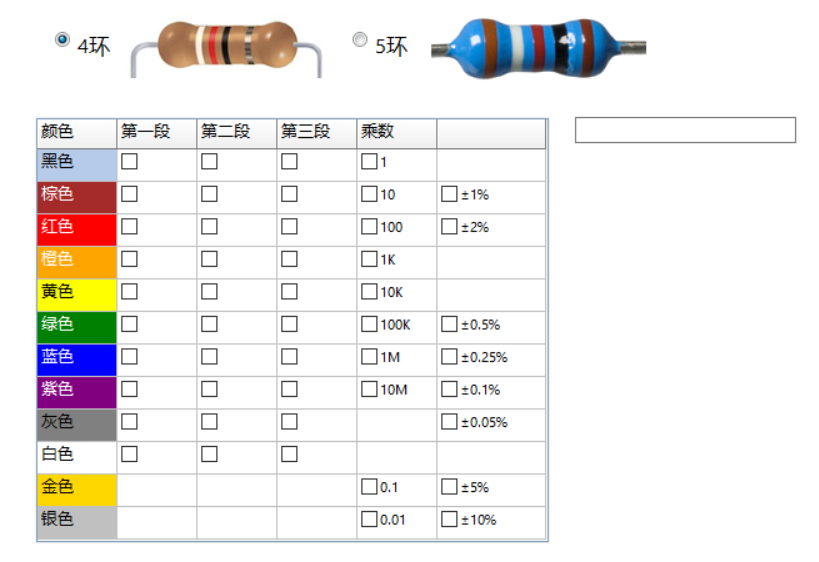 4环 5环
颜色 第一段 第二段 第三段 乘数
黑色 1
棕色 10 ±1%
红色 100 ±2%
橙色 1K
黄色 10K
绿色 100K ±0.5%
蓝色 1M ±0.25%
紫色 10M ±0.1%
灰色 ±0.05%
白色
金色 0.1 ±5%
银色 0.01 ±10%